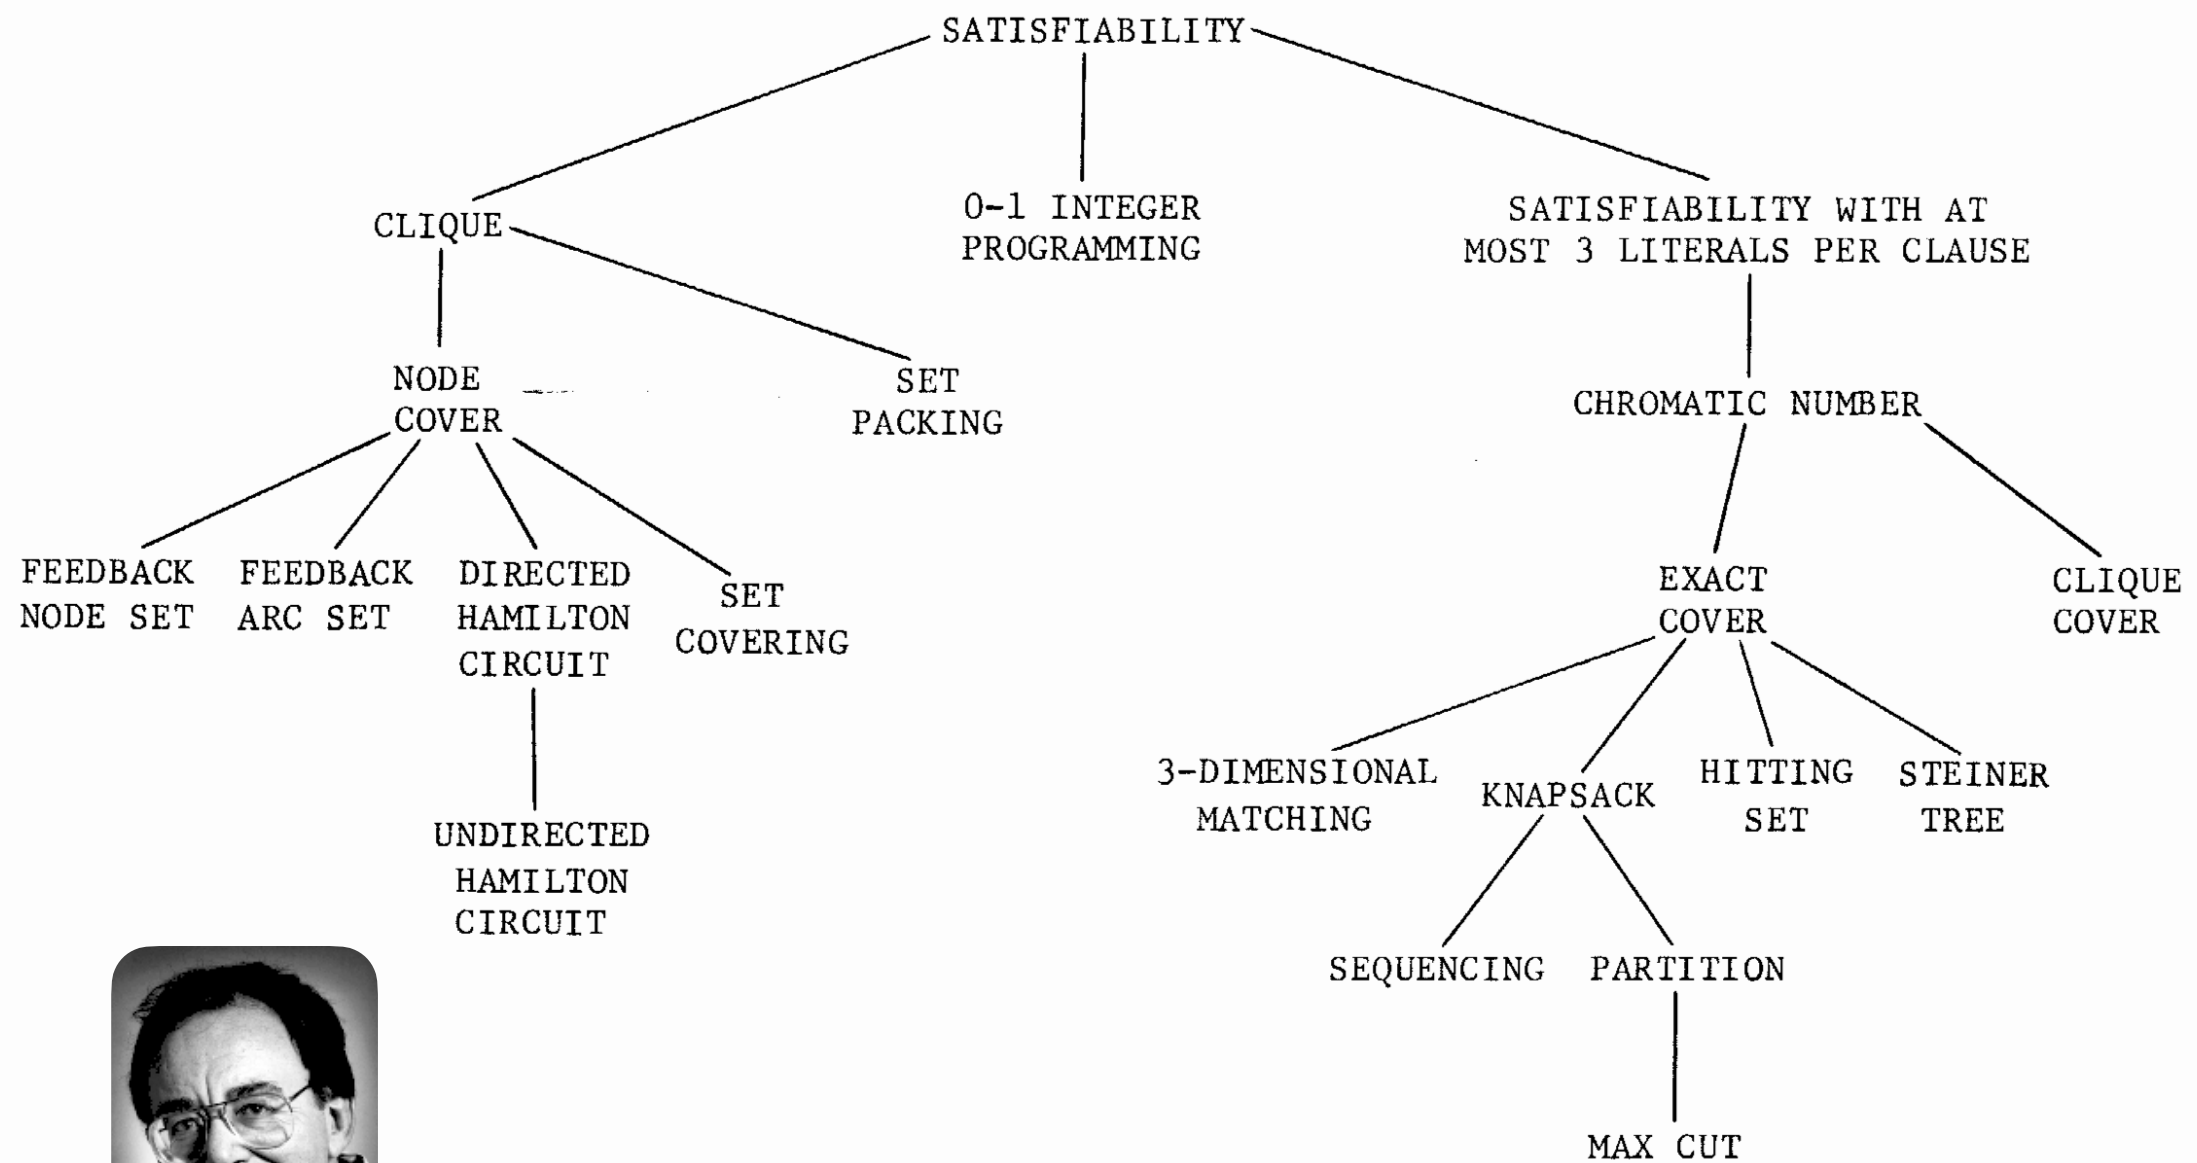 SATISFIABILITY
CLIQUE
0-1 INTEGER
PROGRAMMING
SATISFIABILITY WITH AT
MOST 3 LITERALS PER CLAUSE
NODE
COVER
SET
PACKING
CHROMATIC NUMBER
FEEDBACK
NODE SET
FEEDBACK
ARC SET
DIRECTED
HAMILTON
CIRCUIT
SET
COVERING
EXACT
COVER
CLIQUE
COVER
UNDIRECTED
HAMILTON
CIRCUIT
3-DIMENSIONAL
MATCHING
KNAPSACK
HITTING
SET
STEINER
TREE
SEQUENCING
PARTITION
MAX CUT